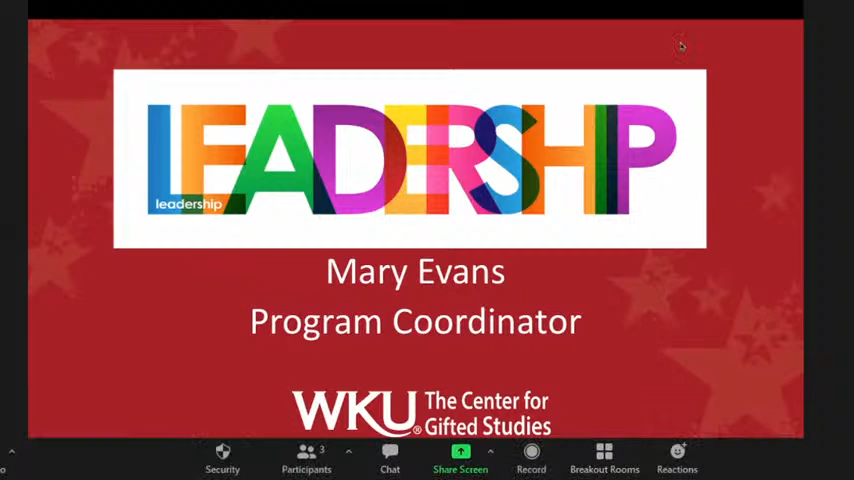 LEADERSHIP
leadership
Mary Evans
Program Coordinator
WKU® The Center for
Gifted Studies
3
Security
Participants
Chat
Share Screen
Record
Breakout Rooms
Reactions